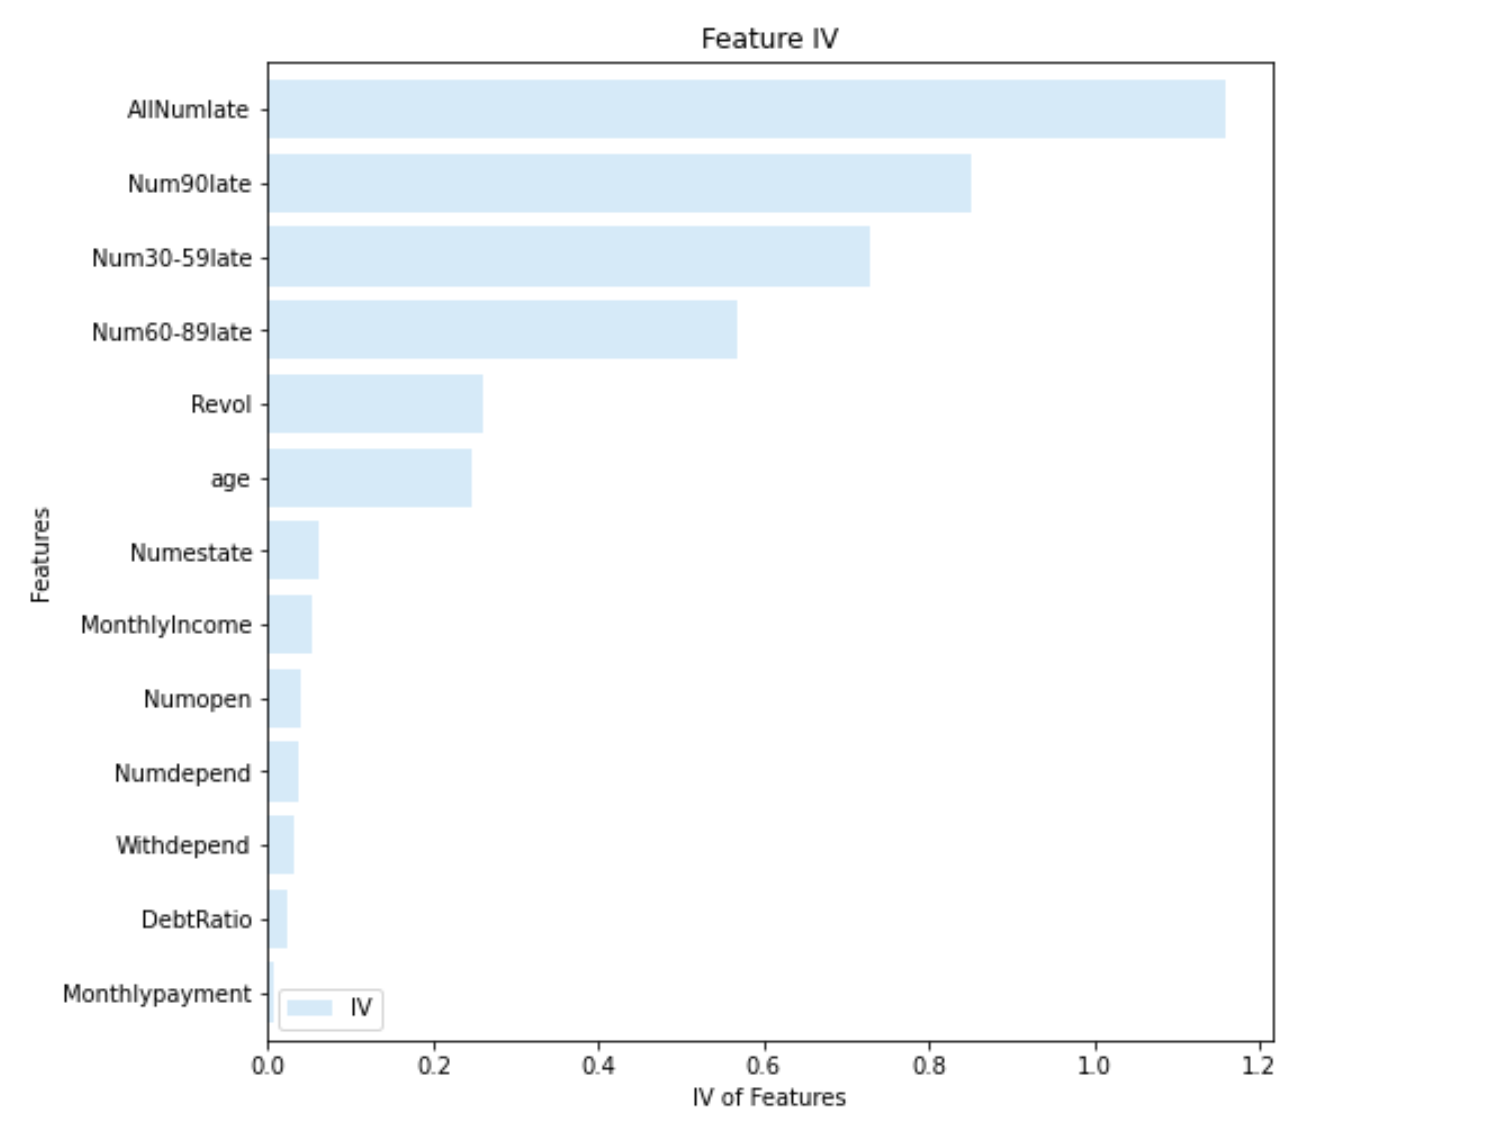 Feature IV
AllNumlate
Num90late
Num30-59late
Num60-89late
Revol
age
Numestate
MonthlyIncome
Numopen
Numdepend
Withdepend
DebtRatio
Monthlypayment
Features
IV
0.0 0.2 0.4 0.6 0.8 1.0 1.2
IV of Features